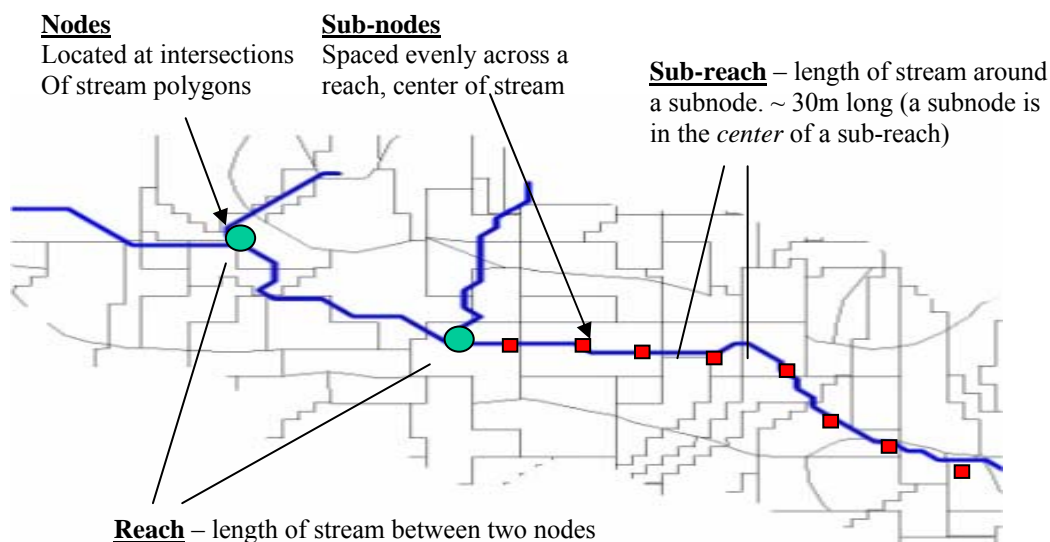 Nodes
Located at intersections
Of stream polygons
Sub-nodes
Spaced evenly across a
reach, center of stream
Sub-reach – length of stream around
a subnode. ~ 30m long (a subnode is
in the center of a sub-reach)
Reach – length of stream between two nodes